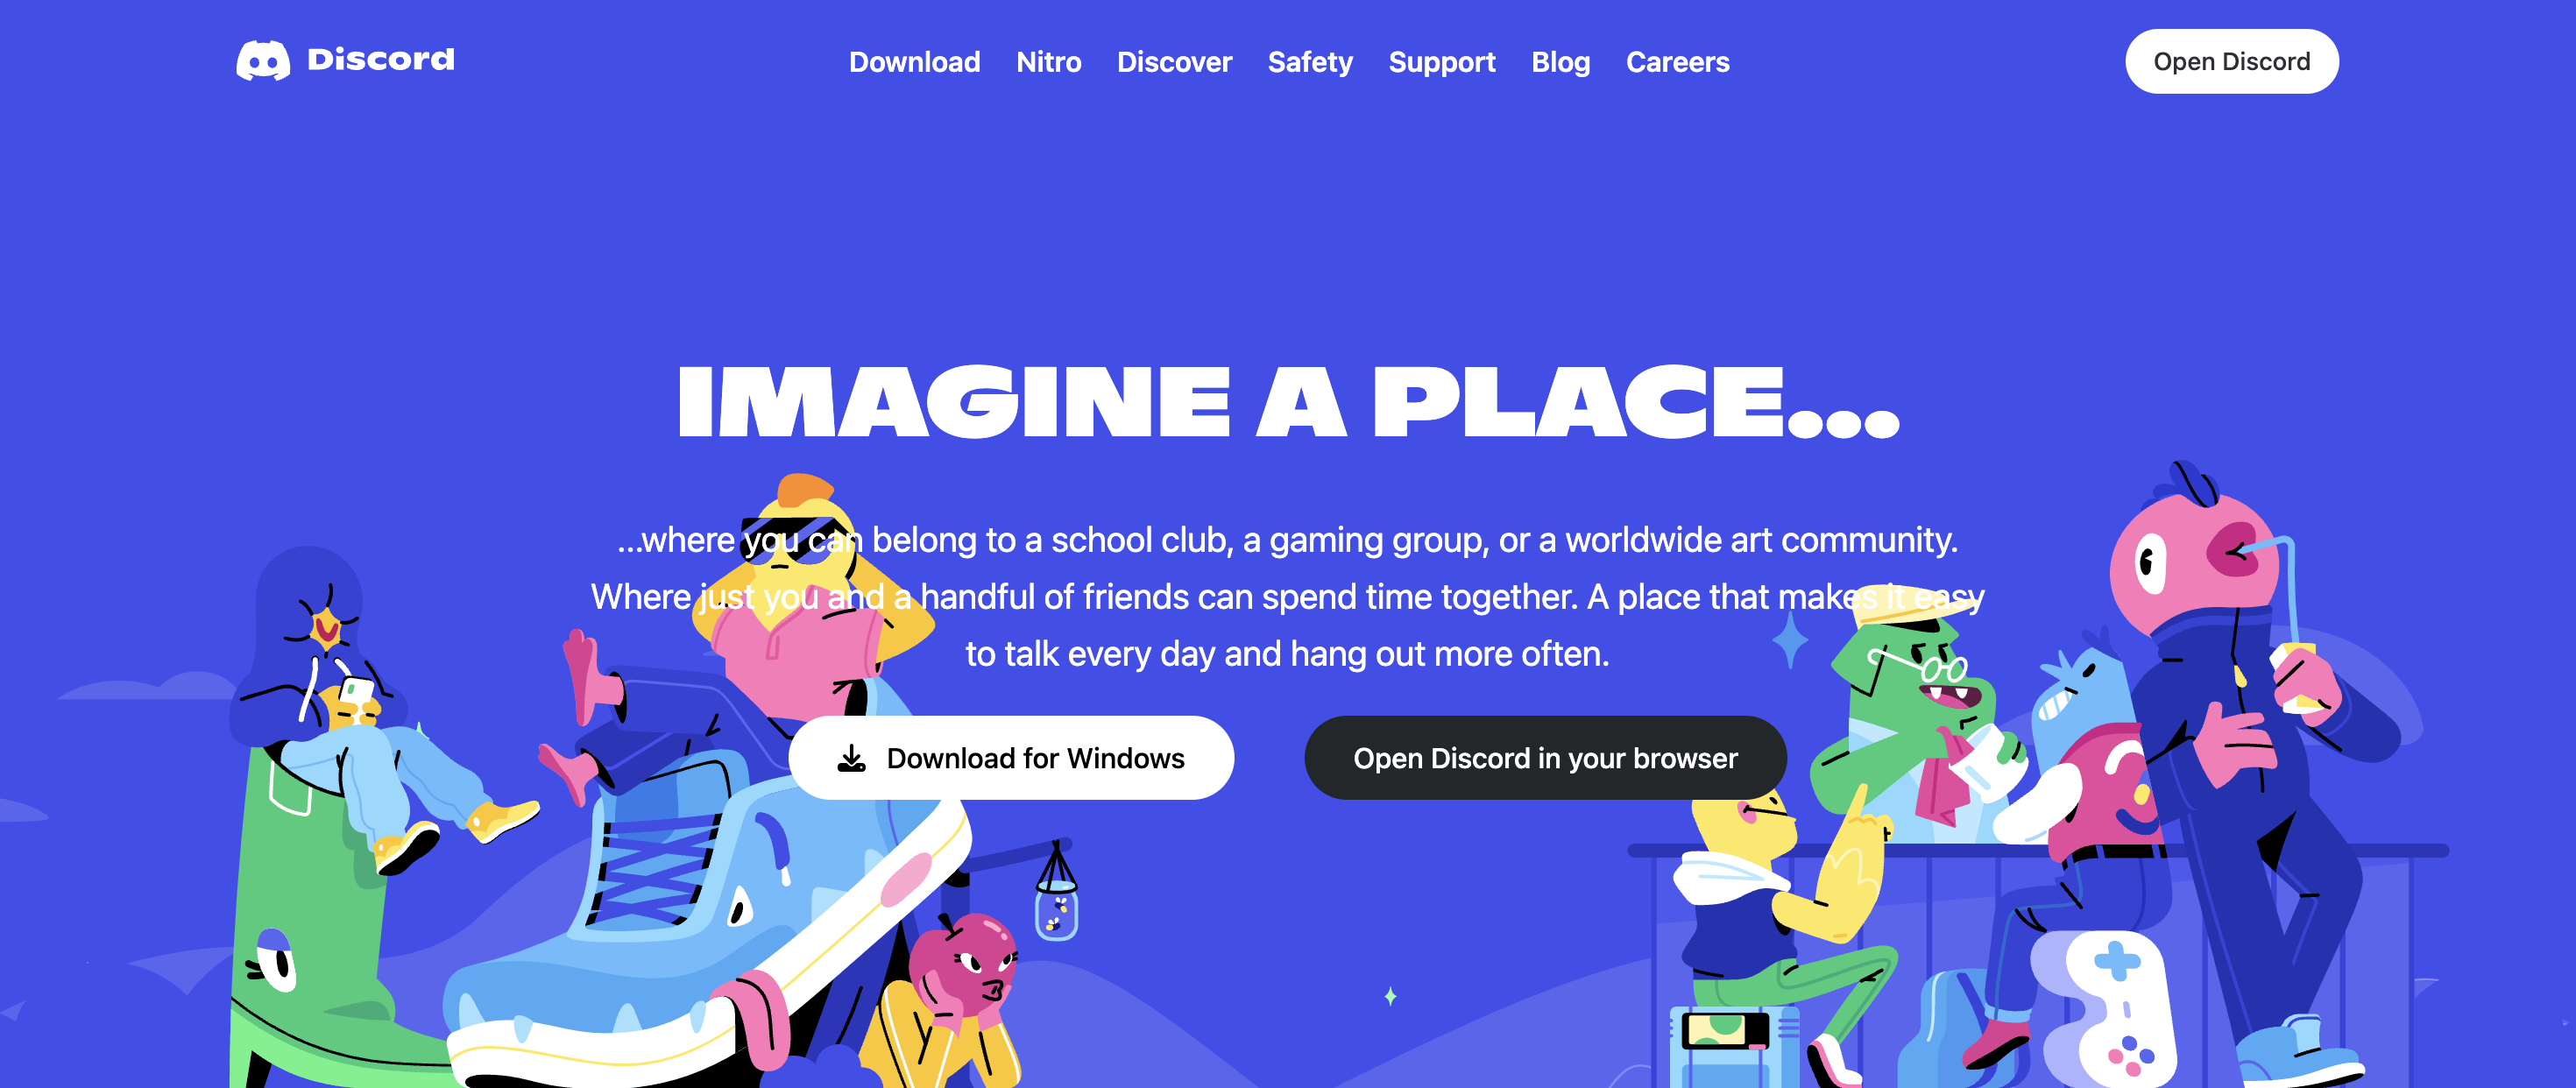 Discord
Download Nitro Discover Safety Support Blog Careers
Open Discord
IMAGINE A PLACE...
...where you can belong to a school club, a gaming group, or a worldwide art community.
Where just you and a handful of friends can spend time together. A place that makes it easy
to talk every day and hang out more often.
Download for Windows
Open Discord in your browser